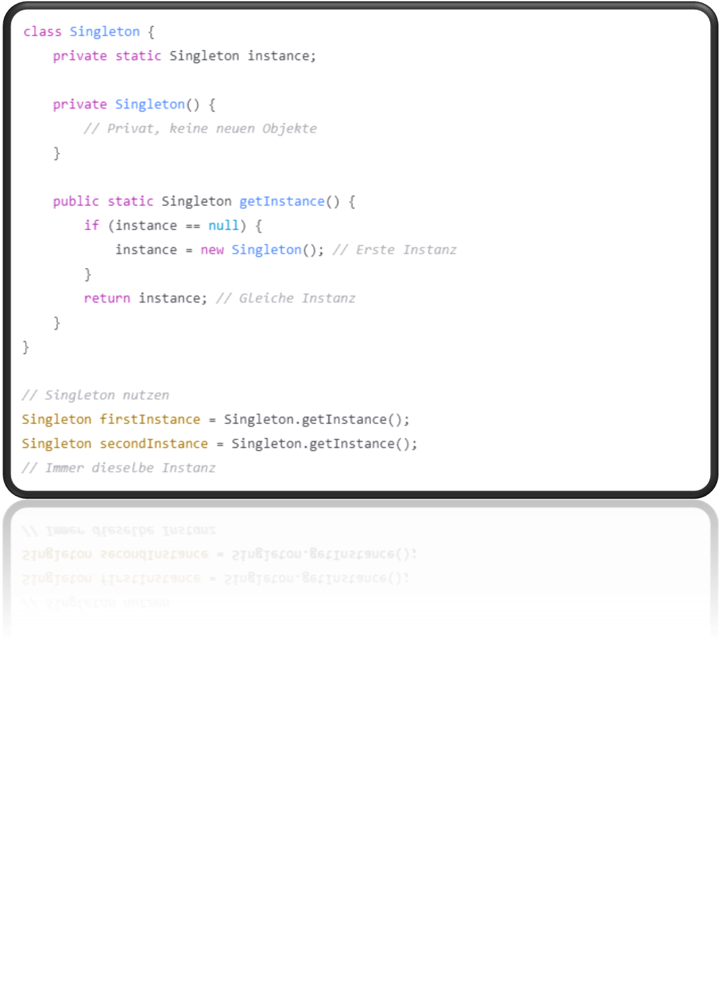 class Singleton {
    private static Singleton instance;

    private Singleton() {
        // Privat, keine neuen Objekte
    }

    public static Singleton getInstance() {
        if (instance == null) {
            instance = new Singleton(); // Erste Instanz
        }
        return instance; // Gleiche Instanz
    }
}

// Singleton nutzen
Singleton firstInstance = Singleton.getInstance();
Singleton secondInstance = Singleton.getInstance();
// Immer dieselbe Instanz